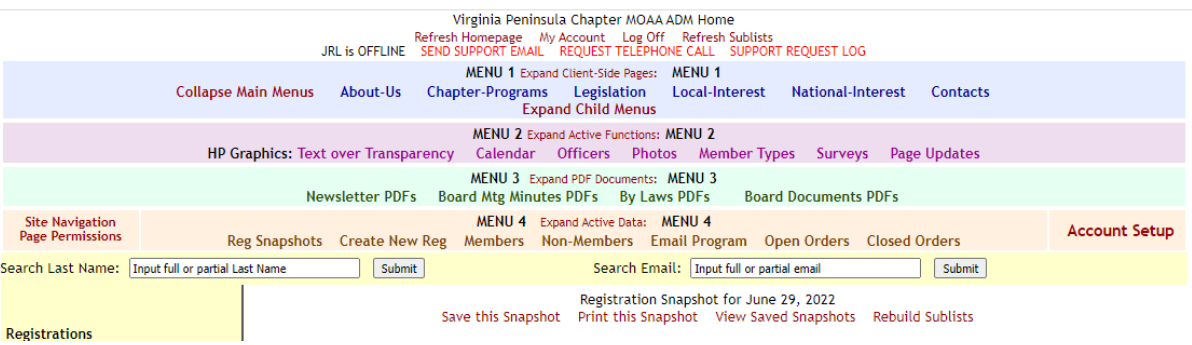 Virginia Peninsula Chapter MOAA ADM Home
Refresh Homepage My Account Log Off Refresh Sublists
JRL is OFFLINE SEND SUPPORT EMAIL REQUEST TELEPHONE CALL SUPPORT REQUEST LOG
MENU 1 Expand Client-Side Pages: MENU 1
Collapse Main Menus About-Us Chapter-Programs Legislation Local-Interest National-Interest Contacts
Expand Child Menus
MENU 2 Expand Active Functions: MENU 2
HP Graphics: Text over Transparency Calendar Officers Photos Member Types Surveys Page Updates
MENU 3 Expand PDF Documents: MENU 3
Newsletter PDFs Board Mtg Minutes PDFs By Laws PDFs Board Documents PDFs
Site Navigation
Page Permissions
MENU 4 Expand Active Data: MENU 4
Reg Snapshots Create New Reg Members Non-Members Email Program Open Orders Closed Orders
Account Setup
Search Last Name: Input full or partial Last Name Submit Search Email: Input full or partial email Submit
Registration Snapshot for June 29, 2022
Save this Snapshot Print this Snapshot View Saved Snapshots Rebuild Sublists
Registrations